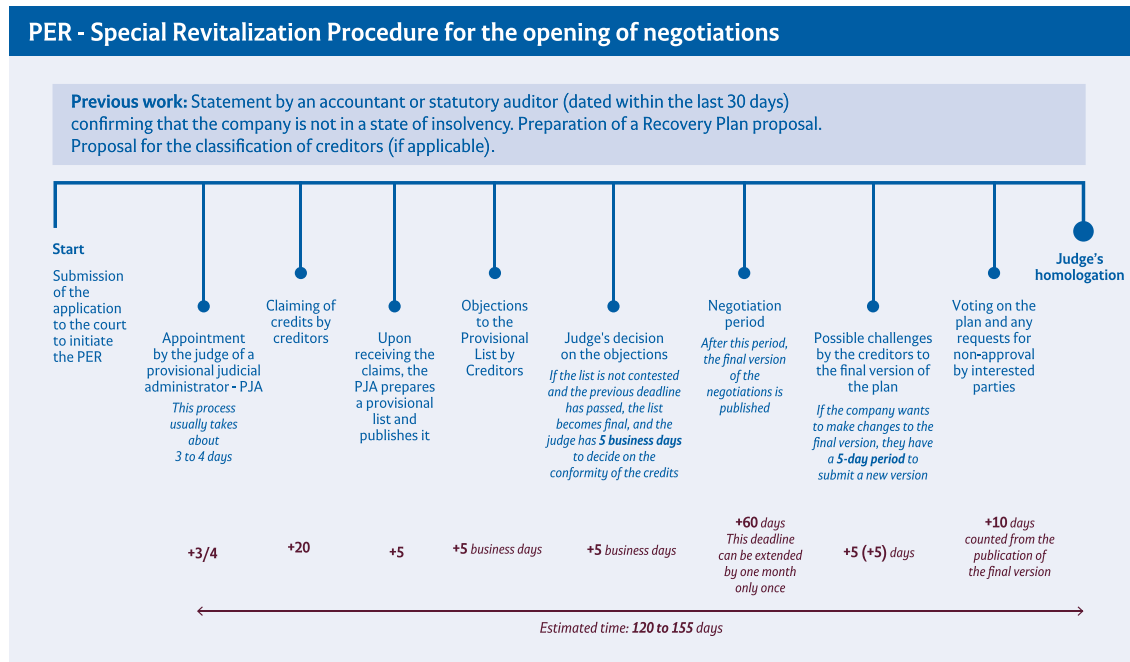 PER - Special Revitalization Procedure for the opening of negotiations
Previous work: Statement by an accountant or statutory auditor (dated within the last 30 days)
confirming that the company is not in a state of insolvency. Preparation of a Recovery Plan proposal.
Proposal for the classification of creditors (if applicable).
Start
Submission
of the
application
to the court
to initiate
the PER
Appointment
by the judge of a
provisional judicial
administrator - PJA
This process
usually takes
about
3 to 4 days
Claiming of
credits by
creditors
Upon
receiving the
claims, the
PJA prepares
a provisional
list and
publishes it
Objections
to the
Provisional
List by
Creditors
Judge's decision
on the objections
If the list is not contested
and the previous deadline
has passed, the list
becomes final, and the
judge has 5 business days
to decide on the
conformity of the credits
Negotiation
period
After this period,
the final version
of the
negotiations is
published
Possible challenges
by the creditors to
the final version of
the plan
If the company wants
to make changes to the
final version, they have
a 5-day period to
submit a new version
Voting on the
plan and any
requests for
non-approval
by interested
parties
Judge's
homologation
+3/4
+20
+5
+5 business days
+5 business days
+60 days
This deadline
can be extended
by one month
only once
+5 (+5) days
+10 days
counted from the
publication of
the final version
Estimated time: 120 to 155 days